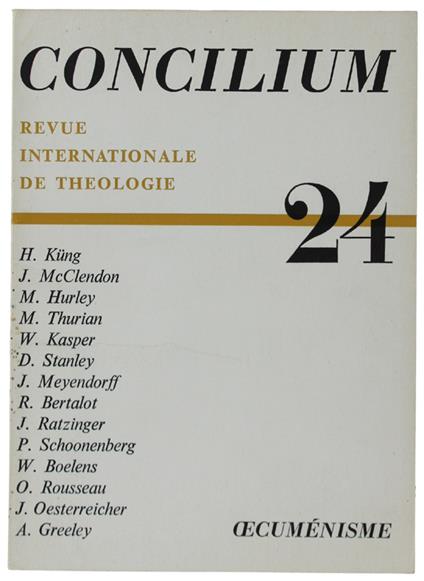 CONCILIUM
REVUE
INTERNATIONALE
DE THEOLOGIE
24
H. Küng
J. McClendon
M. Hurley
M. Thurian
W. Kasper
D. Stanley
J. Meyendorff
R. Bertalot
J. Ratzinger
P. Schoonenberg
W. Boelens
O. Rousseau
J. Oesterreicher
A. Greeley
ŒCUMÉNISME